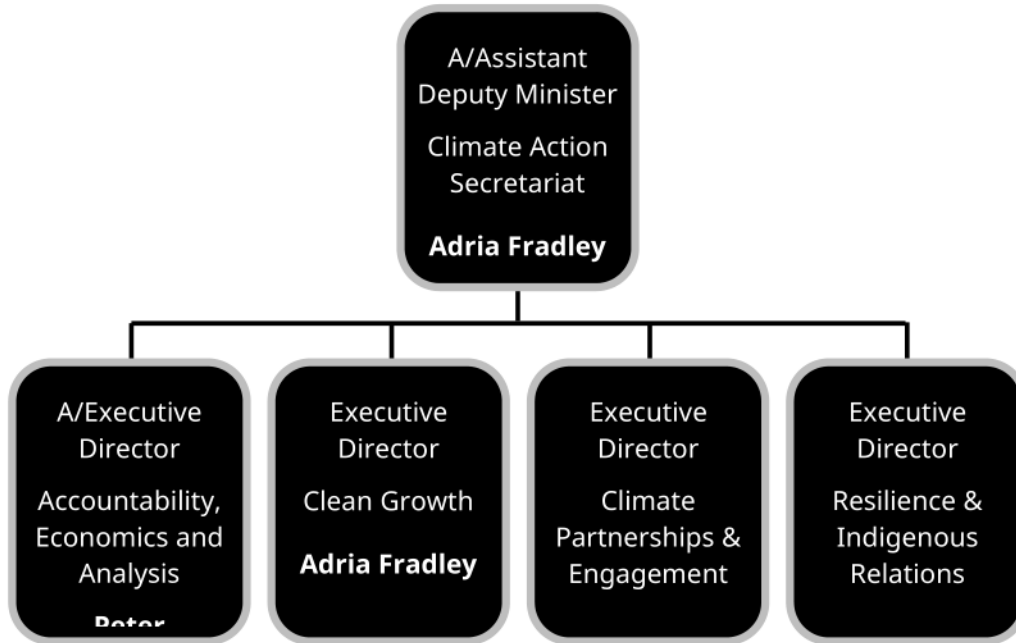 A/Assistant
Deputy Minister
Climate Action
Secretariat
Adria Fradley
A/Executive
Director
Accountability,
Economics and
Analysis
Peter
Executive
Director
Clean Growth
Adria Fradley
Executive
Director
Climate
Partnerships &
Engagement
Executive
Director
Resilience &
Indigenous
Relations